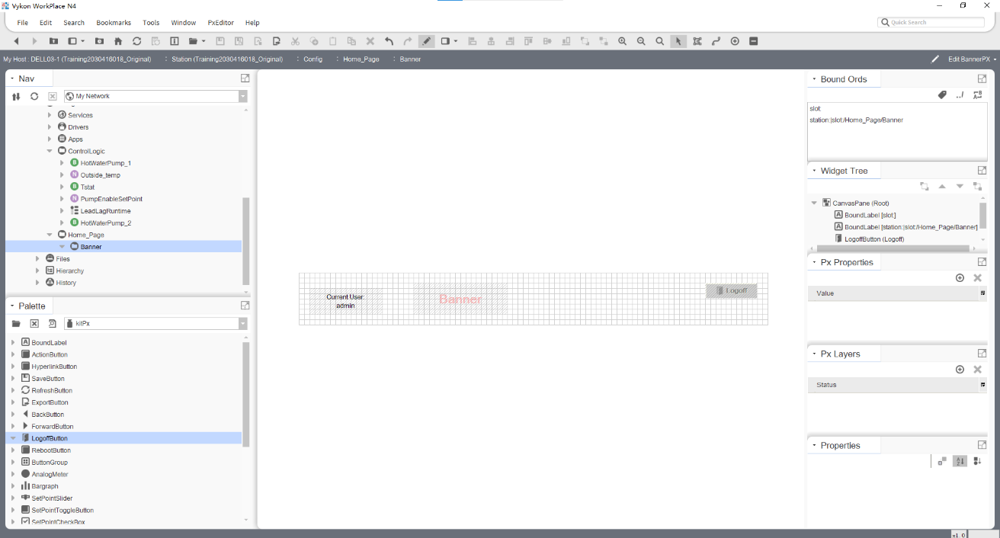 Vykon WorkPlace N4
File Edit Search Bookmarks Tools Window PxEditor Help
Quick Search
My Host : DELL03-1 (Training2030416018_Original) : Station (Training2030416018_Original) : Config : Home_Page : Banner
Edit BannerPX
Nav
My Network
Services
Drivers
Apps
ControlLogic
HotWaterPump_1
Outside_temp
Tstat
PumpEnableSetPoint
LeadLagRuntime
HotWaterPump_2
Home_Page
Banner
Files
Hierarchy
History
Palette
kitPx
BoundLabel
ActionButton
HyperlinkButton
SaveButton
RefreshButton
ExportButton
BackButton
ForwardButton
LogoffButton
RebootButton
ButtonGroup
AnalogMeter
Bargraph
SetPointSlider
SetPointToggleButton
SetPointCheckBox
Current User:
admin
Banner
Logoff
Bound Ords
slot:
station:|slot:/Home_Page/Banner
Widget Tree
CanvasPane (Root)
BoundLabel [slot:]
BoundLabel [station:|slot:/Home_Page/Banner]
LogoffButton (Logoff)
Px Properties
Value
Px Layers
Status
Properties
x1.0